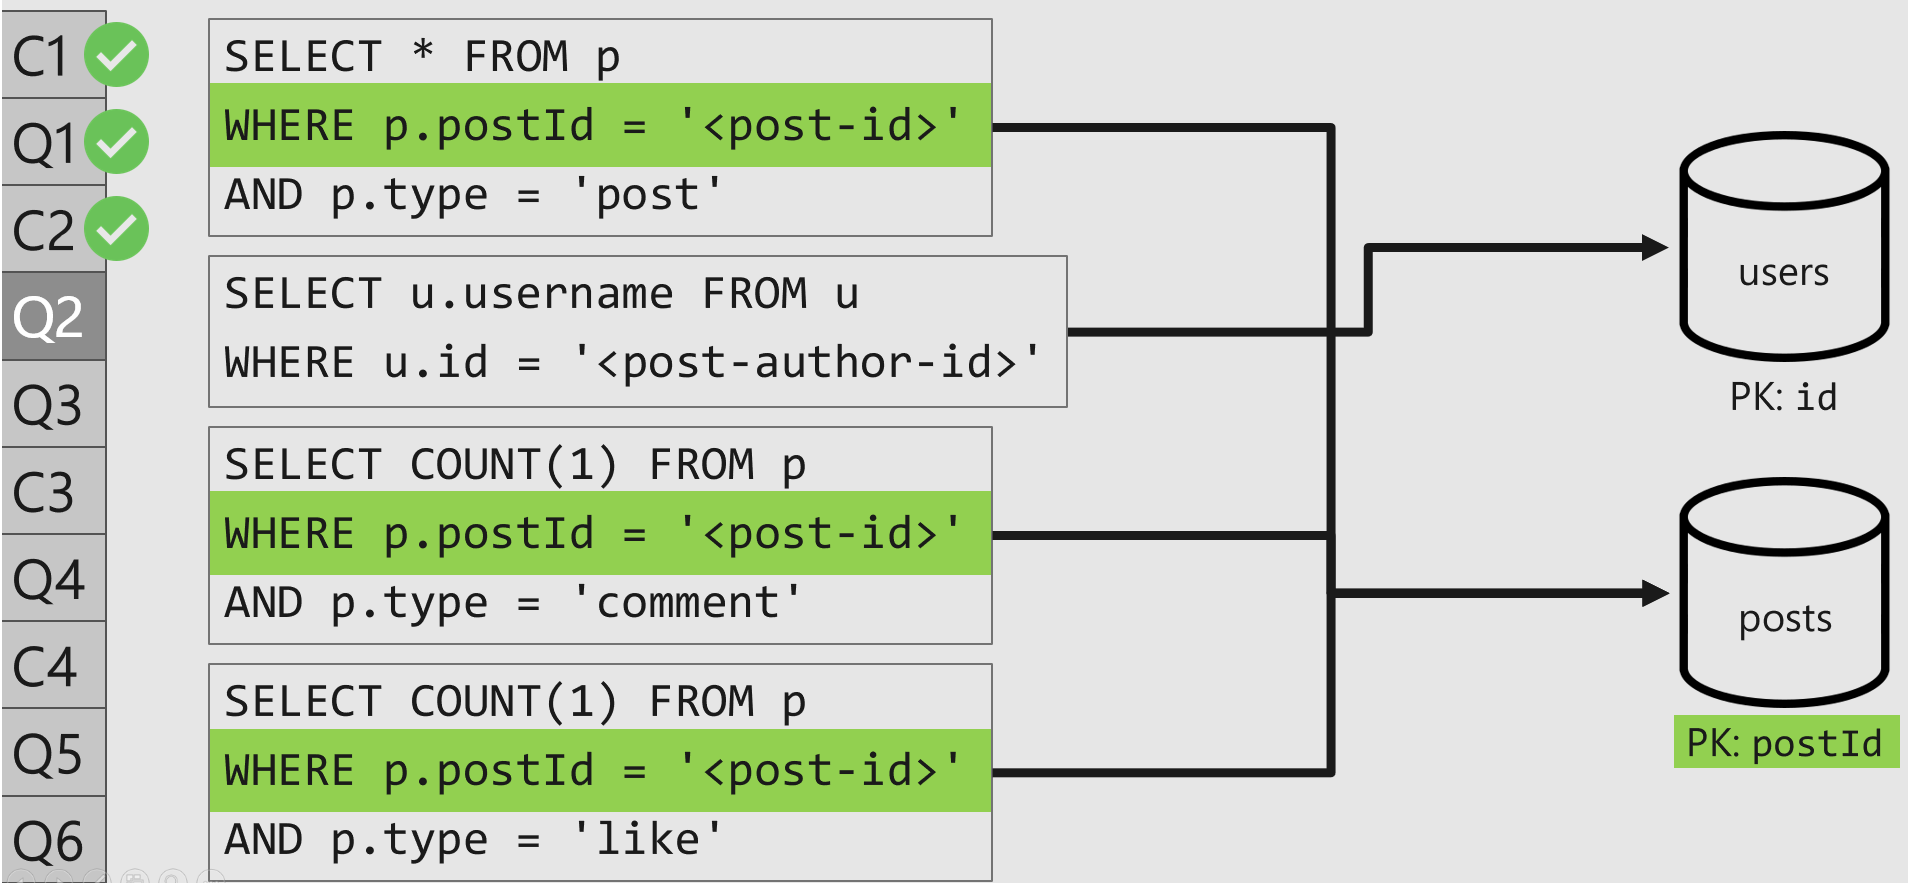 C1
Q1
C2
Q2
Q3
C3
Q4
C4
Q5
Q6
SELECT * FROM p
WHERE p.postId = '<post-id>'
AND p.type = 'post'
SELECT u.username FROM u
WHERE u.id = '<post-author-id>'
SELECT COUNT(1) FROM p
WHERE p.postId = '<post-id>'
AND p.type = 'comment'
SELECT COUNT(1) FROM p
WHERE p.postId = '<post-id>'
AND p.type = 'like'
users
PK: id
posts
PK: postId